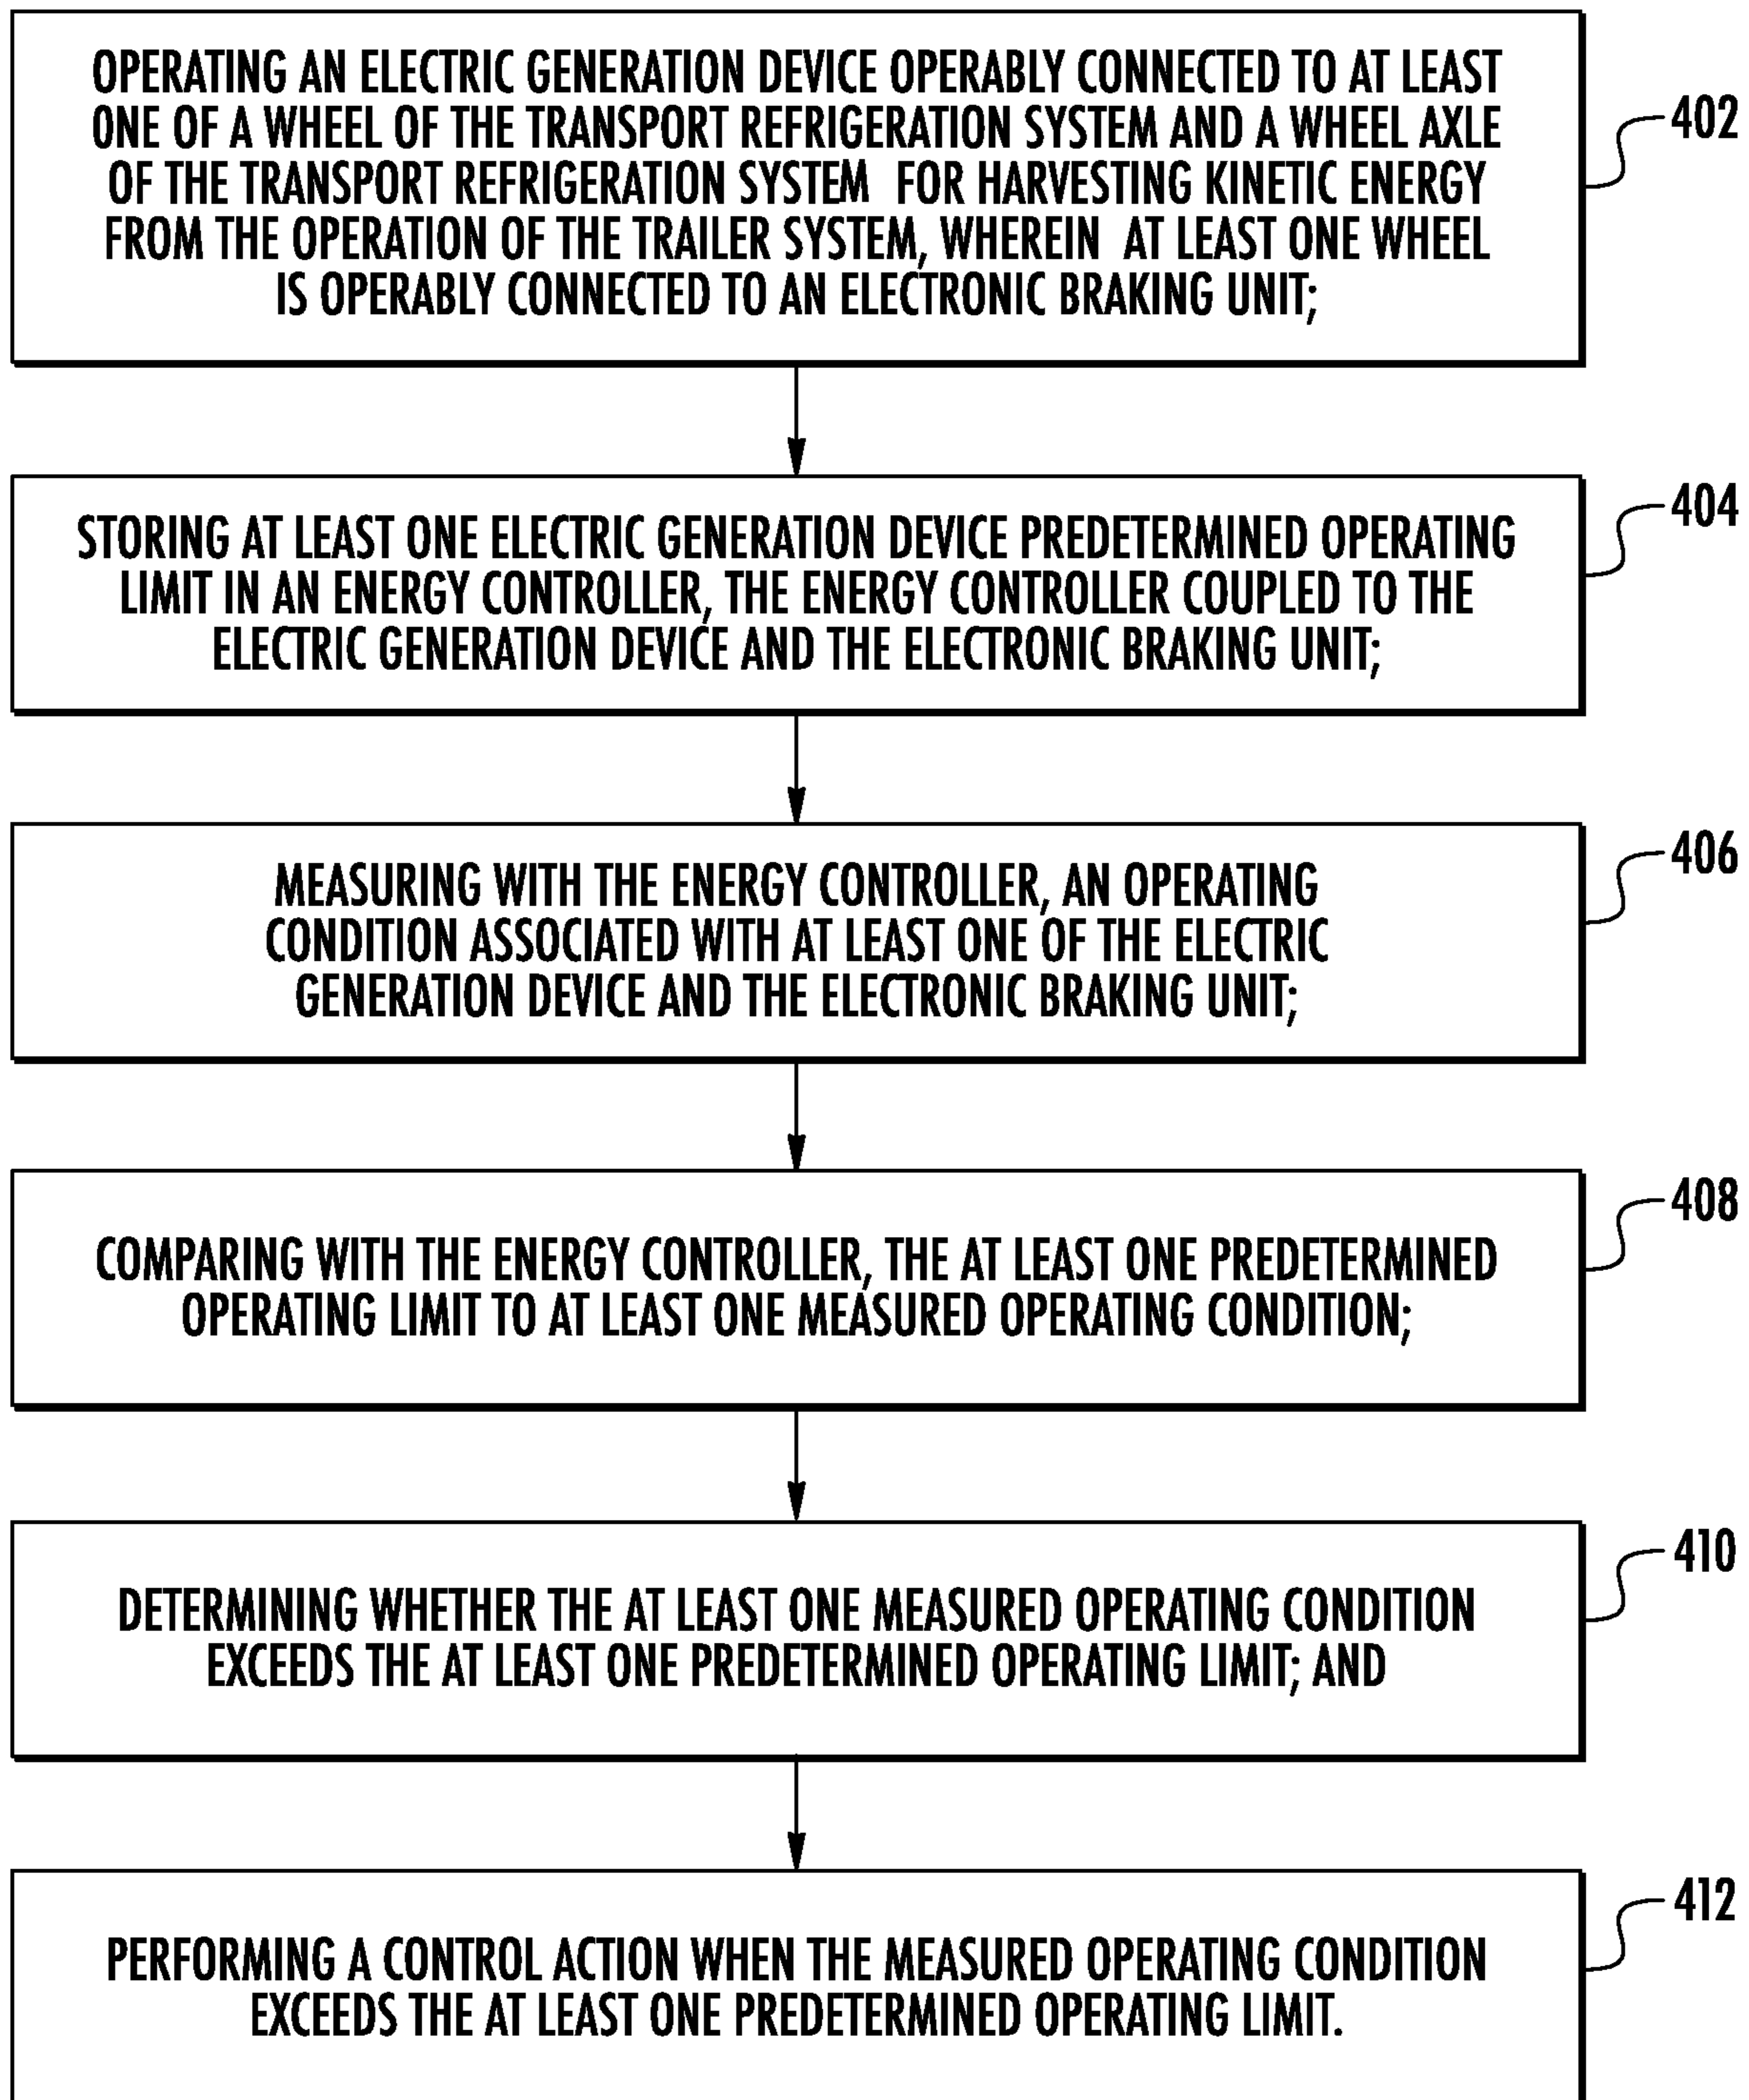 OPERATING AN ELECTRIC GENERATION DEVICE OPERABLY CONNECTED TO AT LEAST
ONE OF A WHEEL OF THE TRANSPORT REFRIGERATION SYSTEM AND A WHEEL AXLE
OF THE TRANSPORT REFRIGERATION SYSTEM FOR HARVESTING KINETIC ENERGY
FROM THE OPERATION OF THE TRAILER SYSTEM, WHEREIN AT LEAST ONE WHEEL
IS OPERABLY CONNECTED TO AN ELECTRONIC BRAKING UNIT;
402
STORING AT LEAST ONE ELECTRIC GENERATION DEVICE PREDETERMINED OPERATING
LIMIT IN AN ENERGY CONTROLLER, THE ENERGY CONTROLLER COUPLED TO THE
ELECTRIC GENERATION DEVICE AND THE ELECTRONIC BRAKING UNIT;
404
MEASURING WITH THE ENERGY CONTROLLER, AN OPERATING
CONDITION ASSOCIATED WITH AT LEAST ONE OF THE ELECTRIC
GENERATION DEVICE AND THE ELECTRONIC BRAKING UNIT;
406
COMPARING WITH THE ENERGY CONTROLLER, THE AT LEAST ONE PREDETERMINED
OPERATING LIMIT TO AT LEAST ONE MEASURED OPERATING CONDITION;
408
DETERMINING WHETHER THE AT LEAST ONE MEASURED OPERATING CONDITION
EXCEEDS THE AT LEAST ONE PREDETERMINED OPERATING LIMIT; AND
410
PERFORMING A CONTROL ACTION WHEN THE MEASURED OPERATING CONDITION
EXCEEDS THE AT LEAST ONE PREDETERMINED OPERATING LIMIT.
412